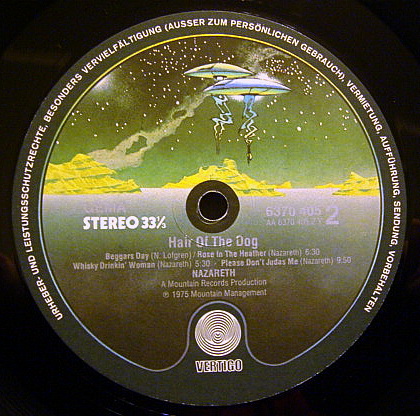 URHEBER- UND LEISTUNGSSCHUTZRECHTE, BESONDERS VERVIELFÄLTIGUNG (AUSSER ZUM PERSÖNLICHEN GEBRAUCH), VERMIETUNG, AUFFÜHRUNG, SENDUNG, VORBEHALTEN
GEMA
STEREO 33⅓
6370 405
2
Hair Of The Dog
Beggars Day (N. Lofgren) / Rose In The Heather (Nazareth) 6:30
Whisky Drinkin' Woman (Nazareth) 5:30 - Please Don't Judas Me (Nazareth) 9:50
NAZARETH
A Mountain Records Production
℗ 1975 Mountain Management
VERTIGO